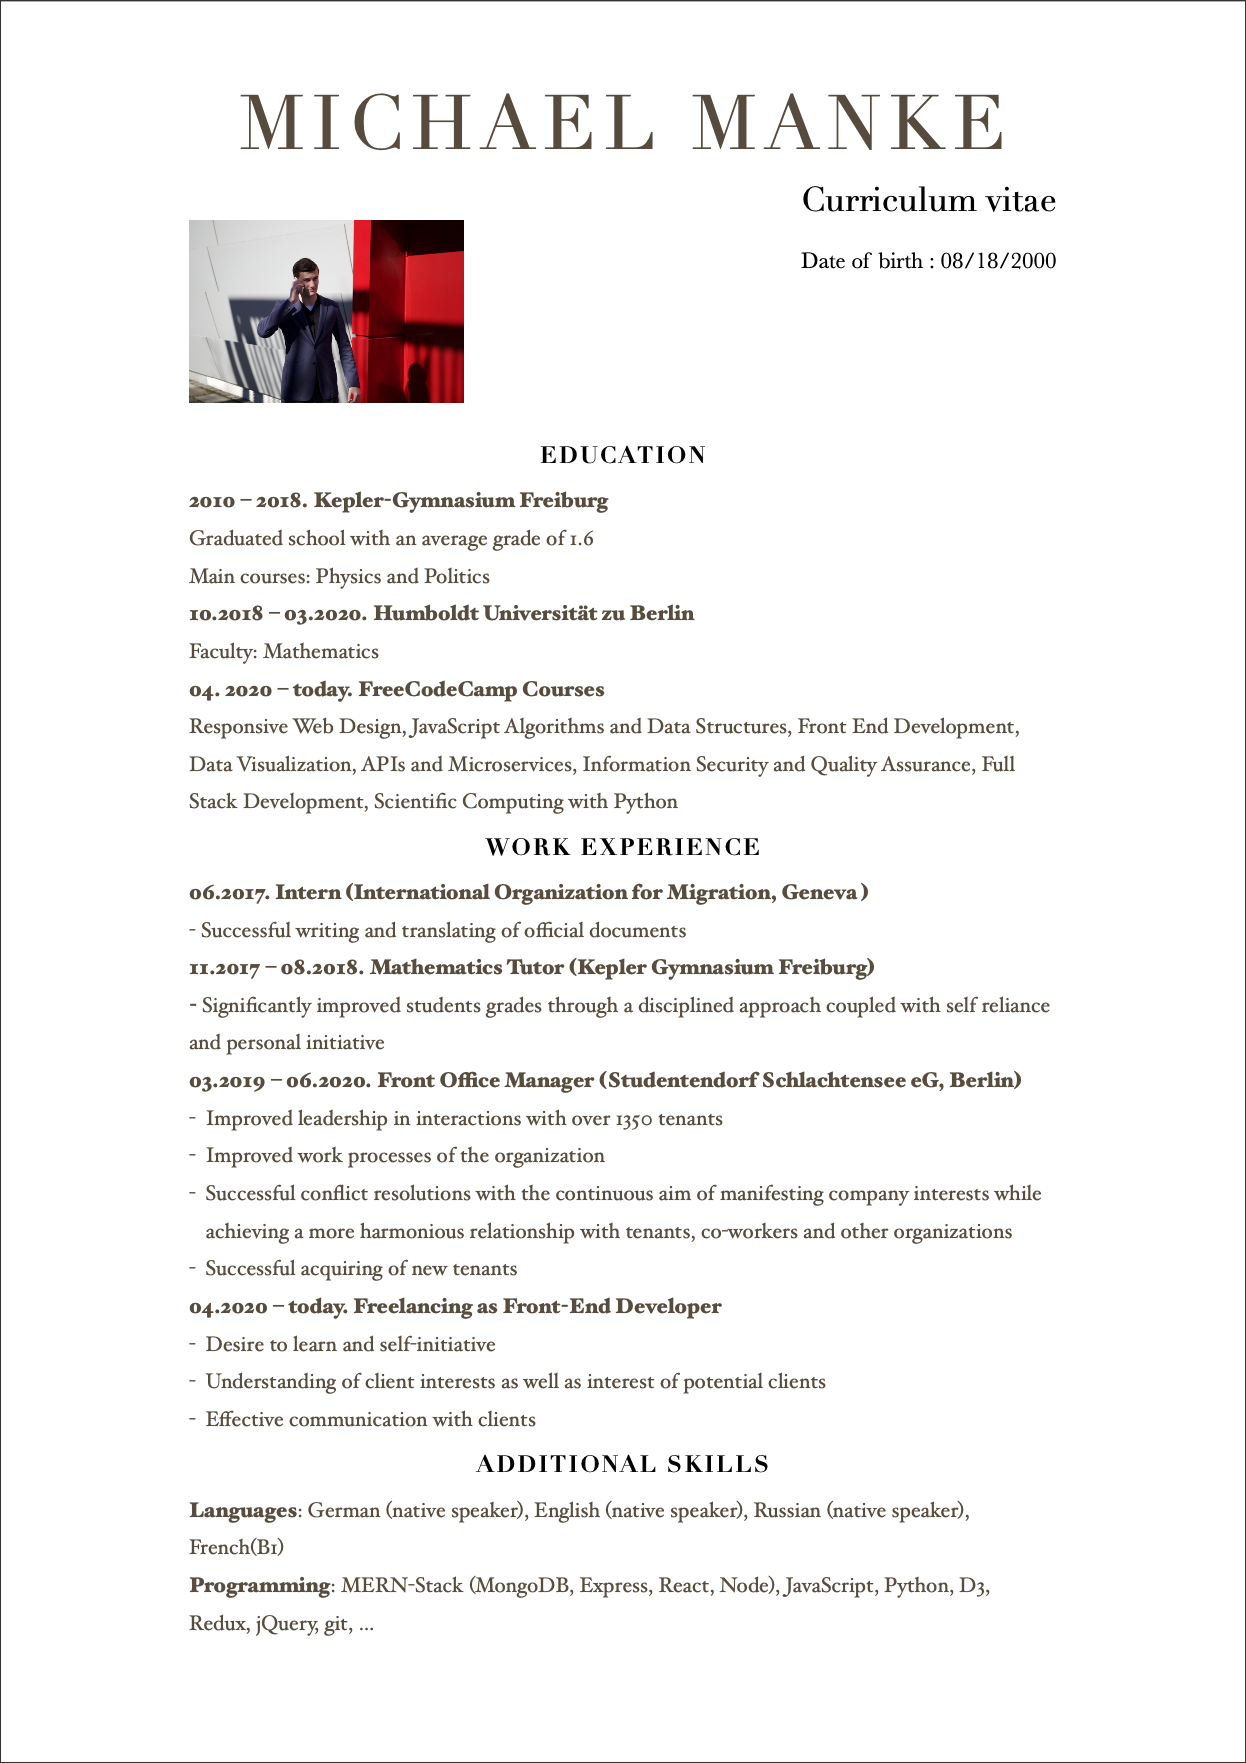 MICHAEL MANKE
Curriculum vitae
Date of birth : 08/18/2000
EDUCATION
2010 – 2018. Kepler-Gymnasium Freiburg
Graduated school with an average grade of 1.6
Main courses: Physics and Politics
10.2018 – 03.2020. Humboldt Universität zu Berlin
Faculty: Mathematics
04. 2020 – today. FreeCodeCamp Courses
Responsive Web Design, JavaScript Algorithms and Data Structures, Front End Development,
Data Visualization, APIs and Microservices, Information Security and Quality Assurance, Full
Stack Development, Scientific Computing with Python
WORK EXPERIENCE
06.2017. Intern (International Organization for Migration, Geneva )
- Successful writing and translating of official documents
11.2017 – 08.2018. Mathematics Tutor (Kepler Gymnasium Freiburg)
- Significantly improved students grades through a disciplined approach coupled with self reliance
and personal initiative
03.2019 – 06.2020. Front Office Manager (Studentendorf Schlachtensee eG, Berlin)
- Improved leadership in interactions with over 1350 tenants
- Improved work processes of the organization
- Successful conflict resolutions with the continuous aim of manifesting company interests while
achieving a more harmonious relationship with tenants, co-workers and other organizations
- Successful acquiring of new tenants
04.2020 – today. Freelancing as Front-End Developer
- Desire to learn and self-initiative
- Understanding of client interests as well as interest of potential clients
- Effective communication with clients
ADDITIONAL SKILLS
Languages: German (native speaker), English (native speaker), Russian (native speaker),
French(B1)
Programming: MERN-Stack (MongoDB, Express, React, Node), JavaScript, Python, D3,
Redux, jQuery, git, ...